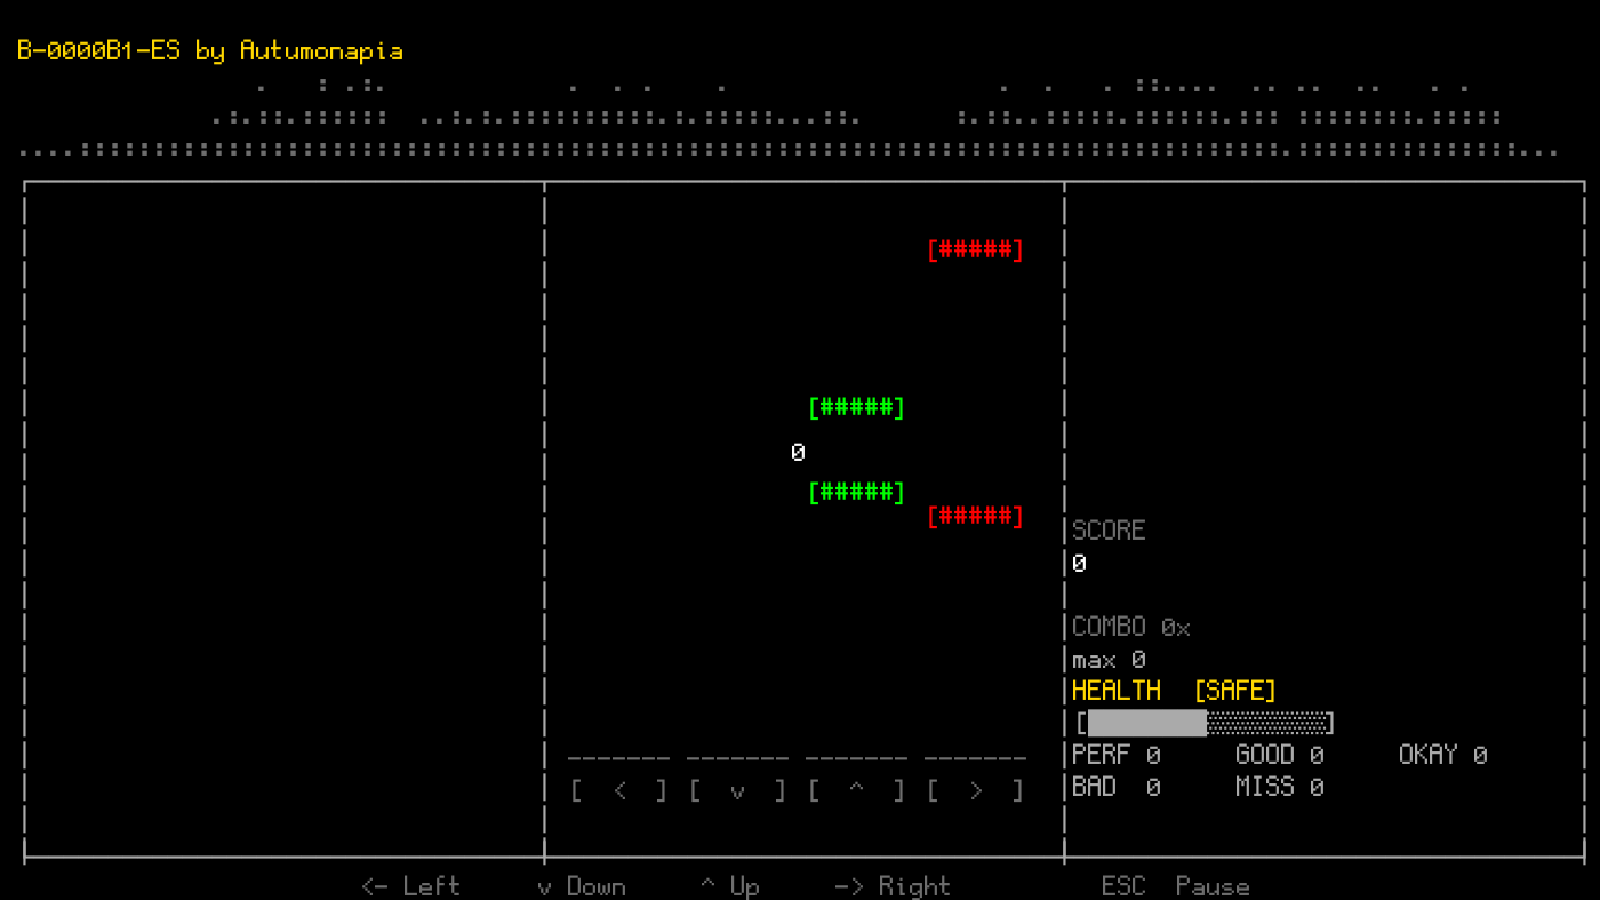 B-0000B1-ES by Autumonapia
[#####]
[#####]
0
[#####]
[#####]
SCORE
0
COMBO 0x
max 0
HEALTH [SAFE]
PERF 0 GOOD 0 OKAY 0
[ < ] [ v ] [ ^ ] [ > ]
BAD 0 MISS 0
<- Left v Down ^ Up -> Right ESC Pause